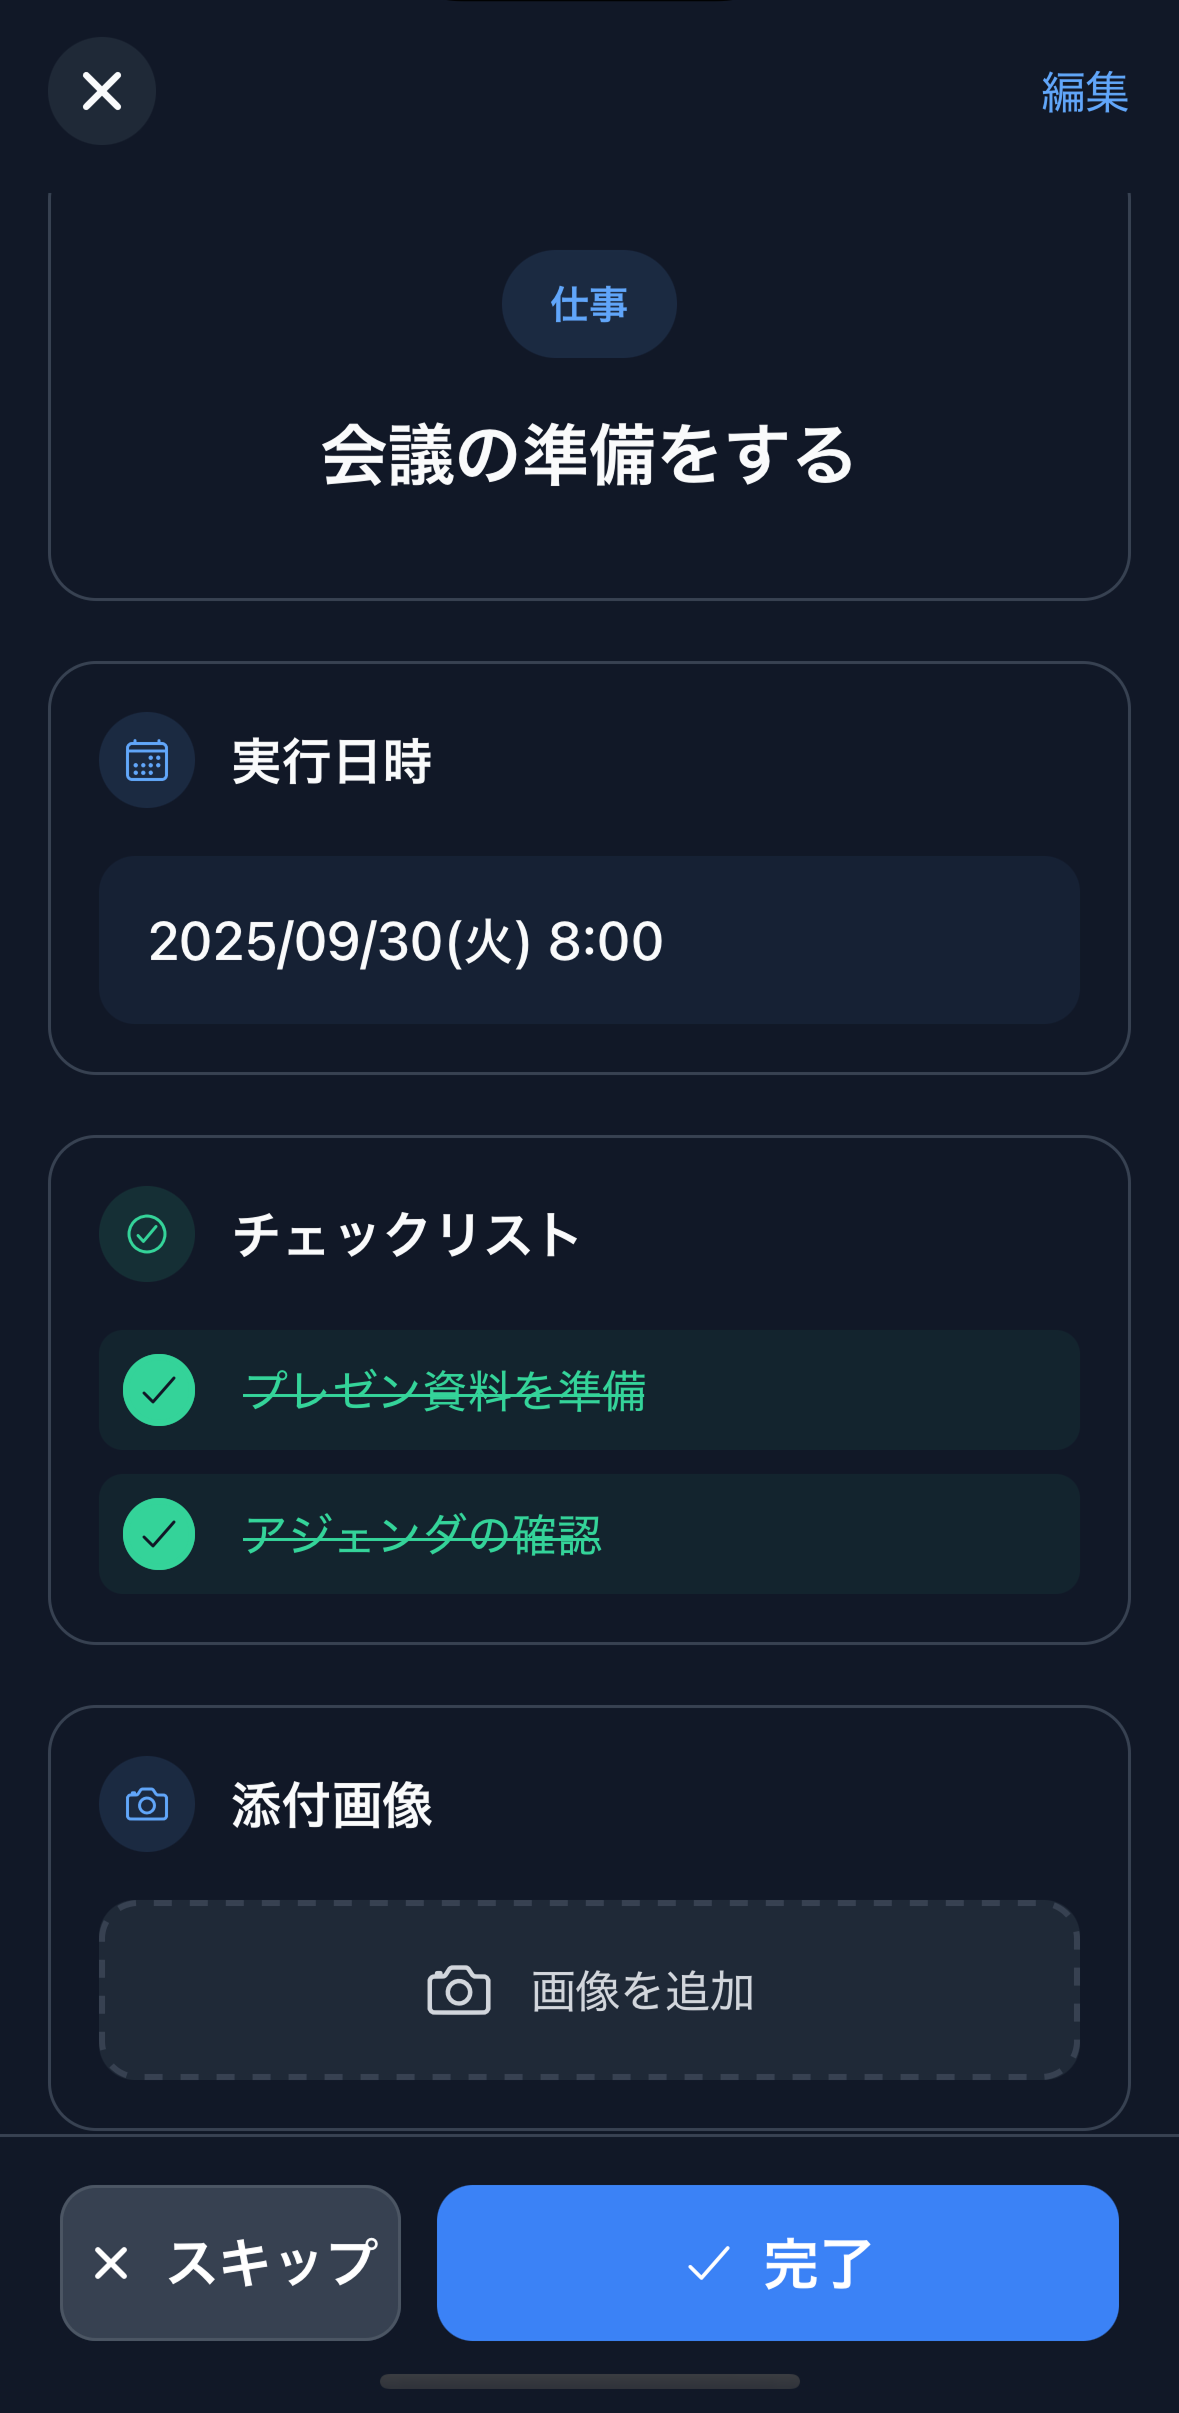 編集
仕事
会議の準備をする
実行日時
2025/09/30(火) 8:00
チェックリスト
プレゼン資料を準備
アジェンダの確認
添付画像
画像を追加
スキップ
完了